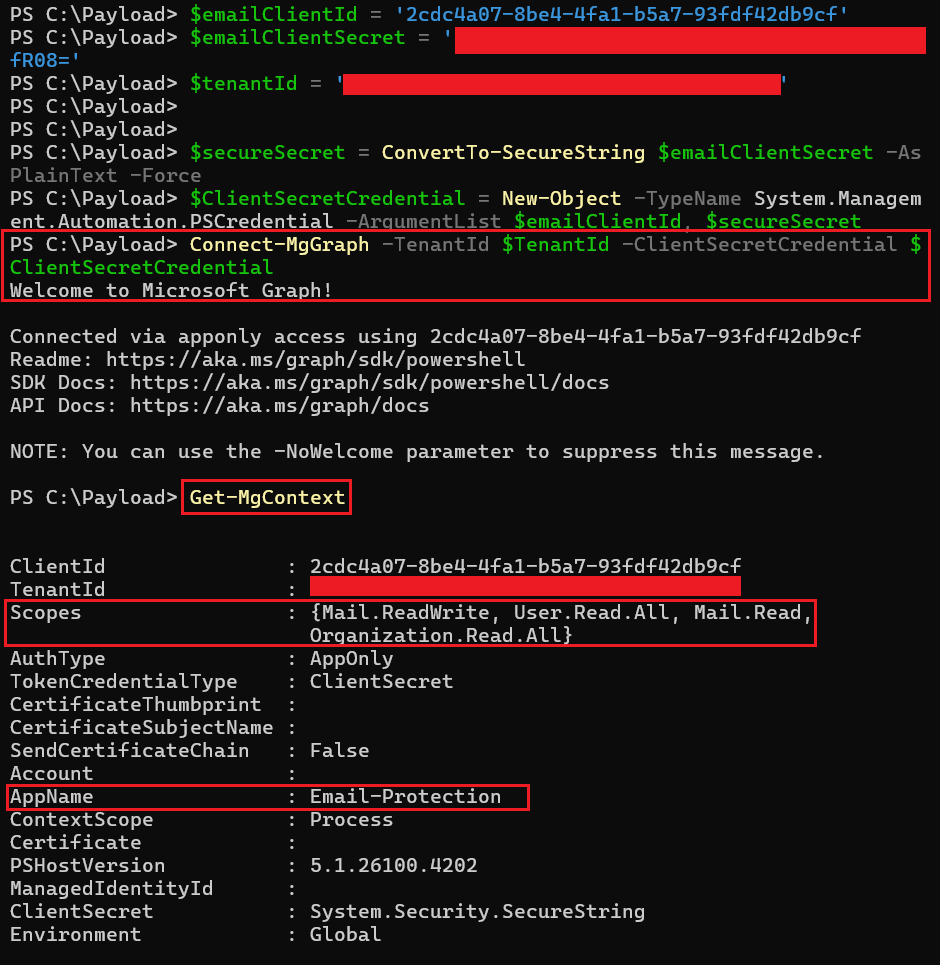 PS C:\Payload> $emailClientId = '2cdc4a07-8be4-4fa1-b5a7-93fdf42db9cf'
PS C:\Payload> $emailClientSecret = '
fR08='
PS C:\Payload> $tenantId = ' '
PS C:\Payload>
PS C:\Payload>
PS C:\Payload> $secureSecret = ConvertTo-SecureString $emailClientSecret -As
PlainText -Force
PS C:\Payload> $ClientSecretCredential = New-Object -TypeName System.Managem
ent.Automation.PSCredential -ArgumentList $emailClientId, $secureSecret
PS C:\Payload> Connect-MgGraph -TenantId $TenantId -ClientSecretCredential $
ClientSecretCredential
Welcome to Microsoft Graph!
Connected via apponly access using 2cdc4a07-8be4-4fa1-b5a7-93fdf42db9cf
Readme: https://aka.ms/graph/sdk/powershell
SDK Docs: https://aka.ms/graph/sdk/powershell/docs
API Docs: https://aka.ms/graph/docs
NOTE: You can use the -NoWelcome parameter to suppress this message.
PS C:\Payload> Get-MgContext
ClientId : 2cdc4a07-8be4-4fa1-b5a7-93fdf42db9cf
TenantId :
Scopes : {Mail.ReadWrite, User.Read.All, Mail.Read,
Organization.Read.All}
AuthType : AppOnly
TokenCredentialType : ClientSecret
CertificateThumbprint :
CertificateSubjectName :
SendCertificateChain : False
Account :
AppName : Email-Protection
ContextScope : Process
Certificate :
PSHostVersion : 5.1.26100.4202
ManagedIdentityId :
ClientSecret : System.Security.SecureString
Environment : Global